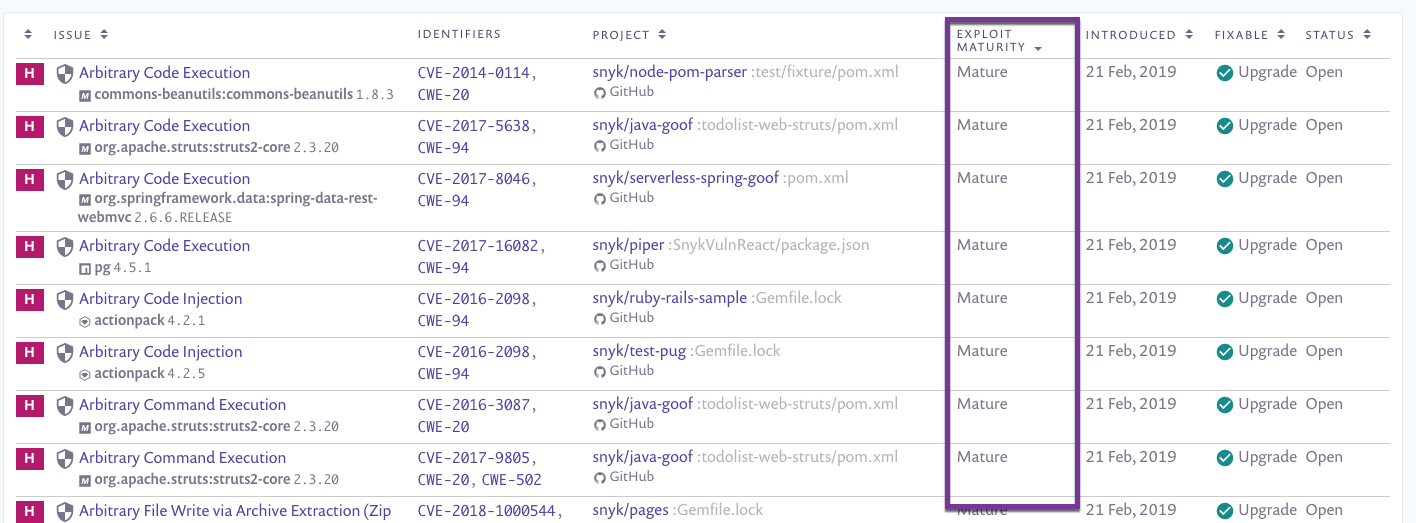 ISSUE IDENTIFIERS PROJECT EXPLOIT MATURITY INTRODUCED FIXABLE STATUS
H Arbitrary Code Execution CVE-2014-0114, snyk/node-pom-parser :test/fixture/pom.xml Mature 21 Feb, 2019 Upgrade Open
commons-beanutils:commons-beanutils 1.8.3 CWE-20 GitHub
H Arbitrary Code Execution CVE-2017-5638, snyk/java-goof :todolist-web-struts/pom.xml Mature 21 Feb, 2019 Upgrade Open
org.apache.struts:struts2-core 2.3.20 CWE-94 GitHub
H Arbitrary Code Execution CVE-2017-8046, snyk/serverless-spring-goof :pom.xml Mature 21 Feb, 2019 Upgrade Open
org.springframework.data:spring-data-rest- CWE-94 GitHub
webmvc 2.6.6.RELEASE
H Arbitrary Code Execution CVE-2017-16082, snyk/piper :SnykVulnReact/package.json Mature 21 Feb, 2019 Upgrade Open
pg 4.5.1 CWE-94 GitHub
H Arbitrary Code Injection CVE-2016-2098, snyk/ruby-rails-sample :Gemfile.lock Mature 21 Feb, 2019 Upgrade Open
actionpack 4.2.1 CWE-94 GitHub
H Arbitrary Code Injection CVE-2016-2098, snyk/test-pug :Gemfile.lock Mature 21 Feb, 2019 Upgrade Open
actionpack 4.2.5 CWE-94 GitHub
H Arbitrary Command Execution CVE-2016-3087, snyk/java-goof :todolist-web-struts/pom.xml Mature 21 Feb, 2019 Upgrade Open
org.apache.struts:struts2-core 2.3.20 CWE-20 GitHub
H Arbitrary Command Execution CVE-2017-9805, snyk/java-goof :todolist-web-struts/pom.xml Mature 21 Feb, 2019 Upgrade Open
org.apache.struts:struts2-core 2.3.20 CWE-20, CWE-502 GitHub
H Arbitrary File Write via Archive Extraction (Zip CVE-2018-1000544, snyk/pages :Gemfile.lock Mature 21 Feb, 2019 Upgrade Open